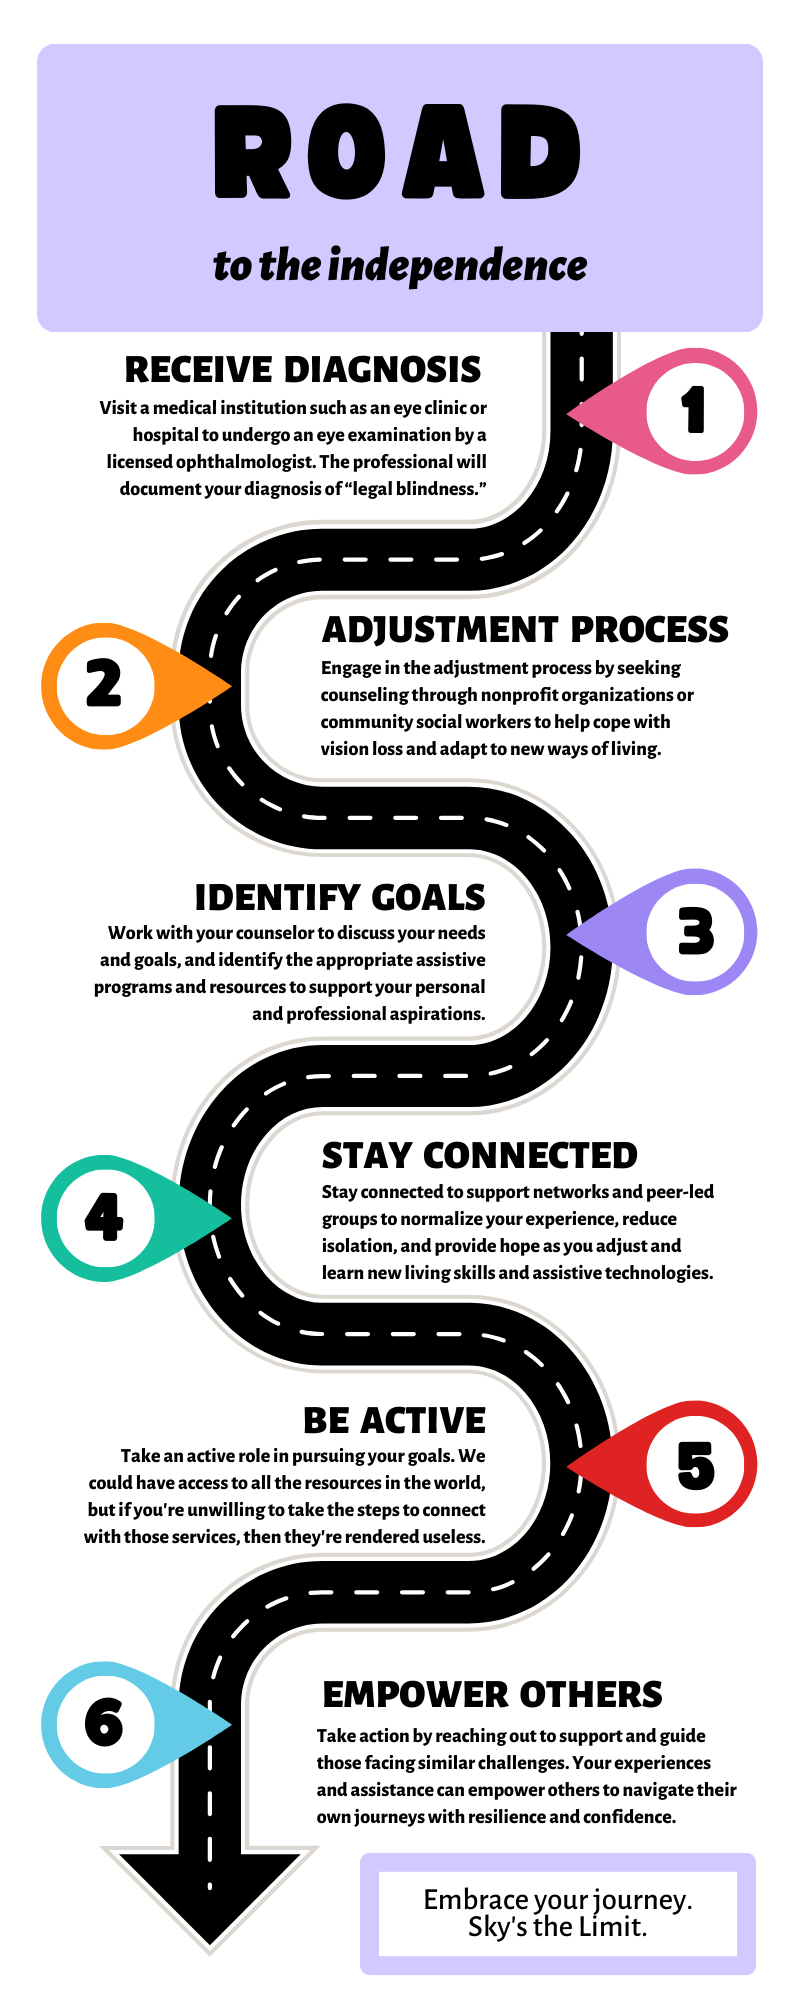 ROAD
to the independence
RECEIVE DIAGNOSIS
Visit a medical institution such as an eye clinic or
hospital to undergo an eye examination by a
licensed ophthalmologist. The professional will
document your diagnosis of “legal blindness.”
1
ADJUSTMENT PROCESS
Engage in the adjustment process by seeking
counseling through nonprofit organizations or
community social workers to help cope with
vision loss and adapt to new ways of living.
2
IDENTIFY GOALS
Work with your counselor to discuss your needs
and goals, and identify the appropriate assistive
programs and resources to support your personal
and professional aspirations.
3
STAY CONNECTED
Stay connected to support networks and peer-led
groups to normalize your experience, reduce
isolation, and provide hope as you adjust and
learn new living skills and assistive technologies.
4
BE ACTIVE
Take an active role in pursuing your goals. We
could have access to all the resources in the world,
but if you're unwilling to take the steps to connect
with those services, then they're rendered useless.
5
EMPOWER OTHERS
Take action by reaching out to support and guide
those facing similar challenges. Your experiences
and assistance can empower others to navigate their
own journeys with resilience and confidence.
6
Embrace your journey.
Sky's the Limit.